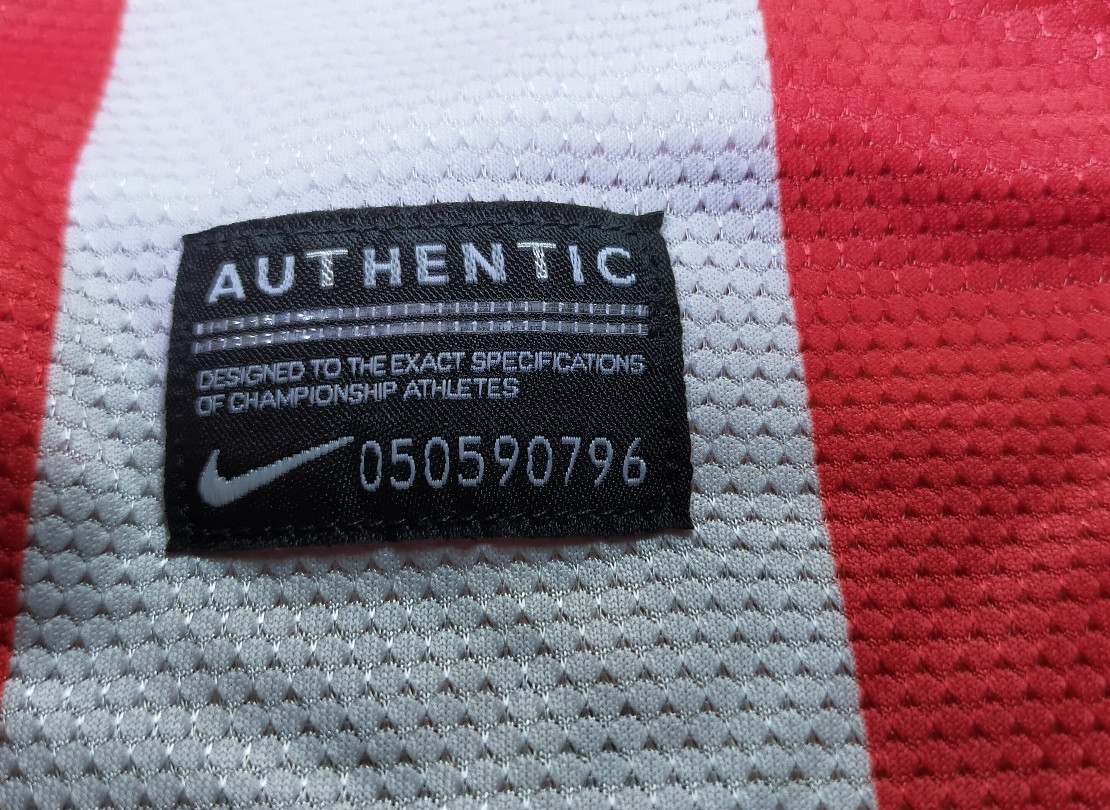 AUTHENTIC
DESIGNED TO THE EXACT SPECIFICATIONS
OF CHAMPIONSHIP ATHLETES
050590796